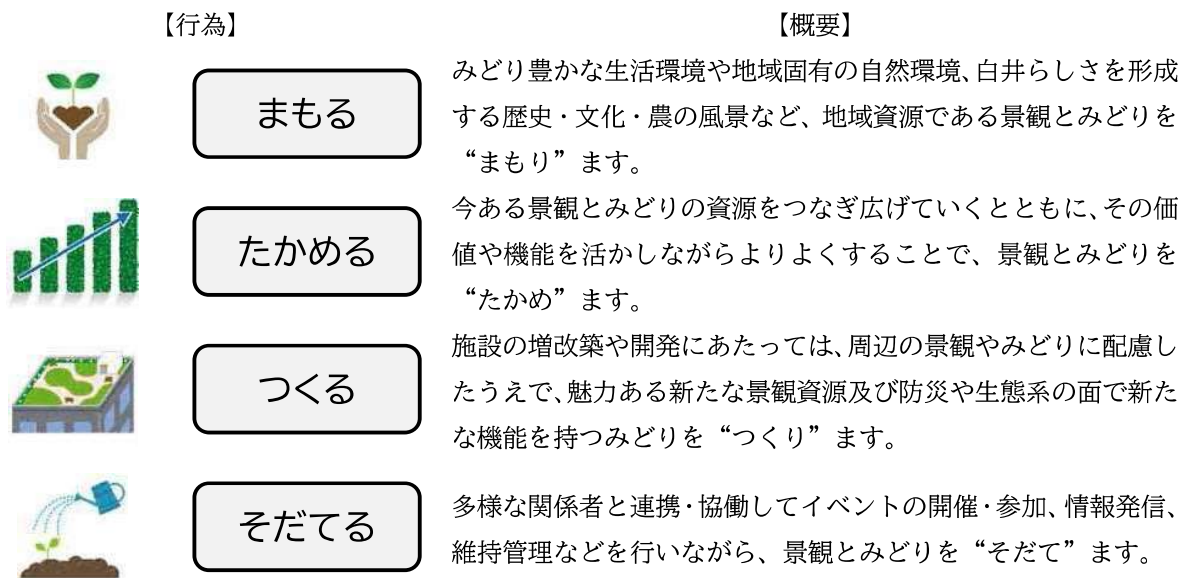 【行為】
【概要】
まもる
みどり豊かな生活環境や地域固有の自然環境、白井らしさを形成
する歴史・文化・農の風景など、地域資源である景観とみどりを
“まもり”ます。
たかめる
今ある景観とみどりの資源をつなぎ広げていくとともに、その価
値や機能を活かしながらよりよくすることで、景観とみどりを
“たかめ”ます。
つくる
施設の増改築や開発にあたっては、周辺の景観やみどりに配慮し
たうえで、魅力ある新たな景観資源及び防災や生態系の面で新た
な機能を持つみどりを“つくり”ます。
そだてる
多様な関係者と連携・協働してイベントの開催・参加、情報発信、
維持管理などを行いながら、景観とみどりを“そだて”ます。